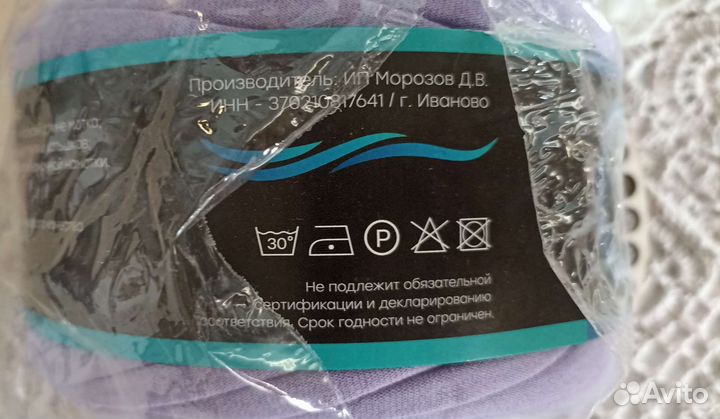 Производитель: ИП Морозов Д.В.
ИНН - 370210817641 / г. Иваново
30°
P
Не подлежит обязательной
сертификации и декларированию
соответствия. Срок годности не ограничен.
Avito